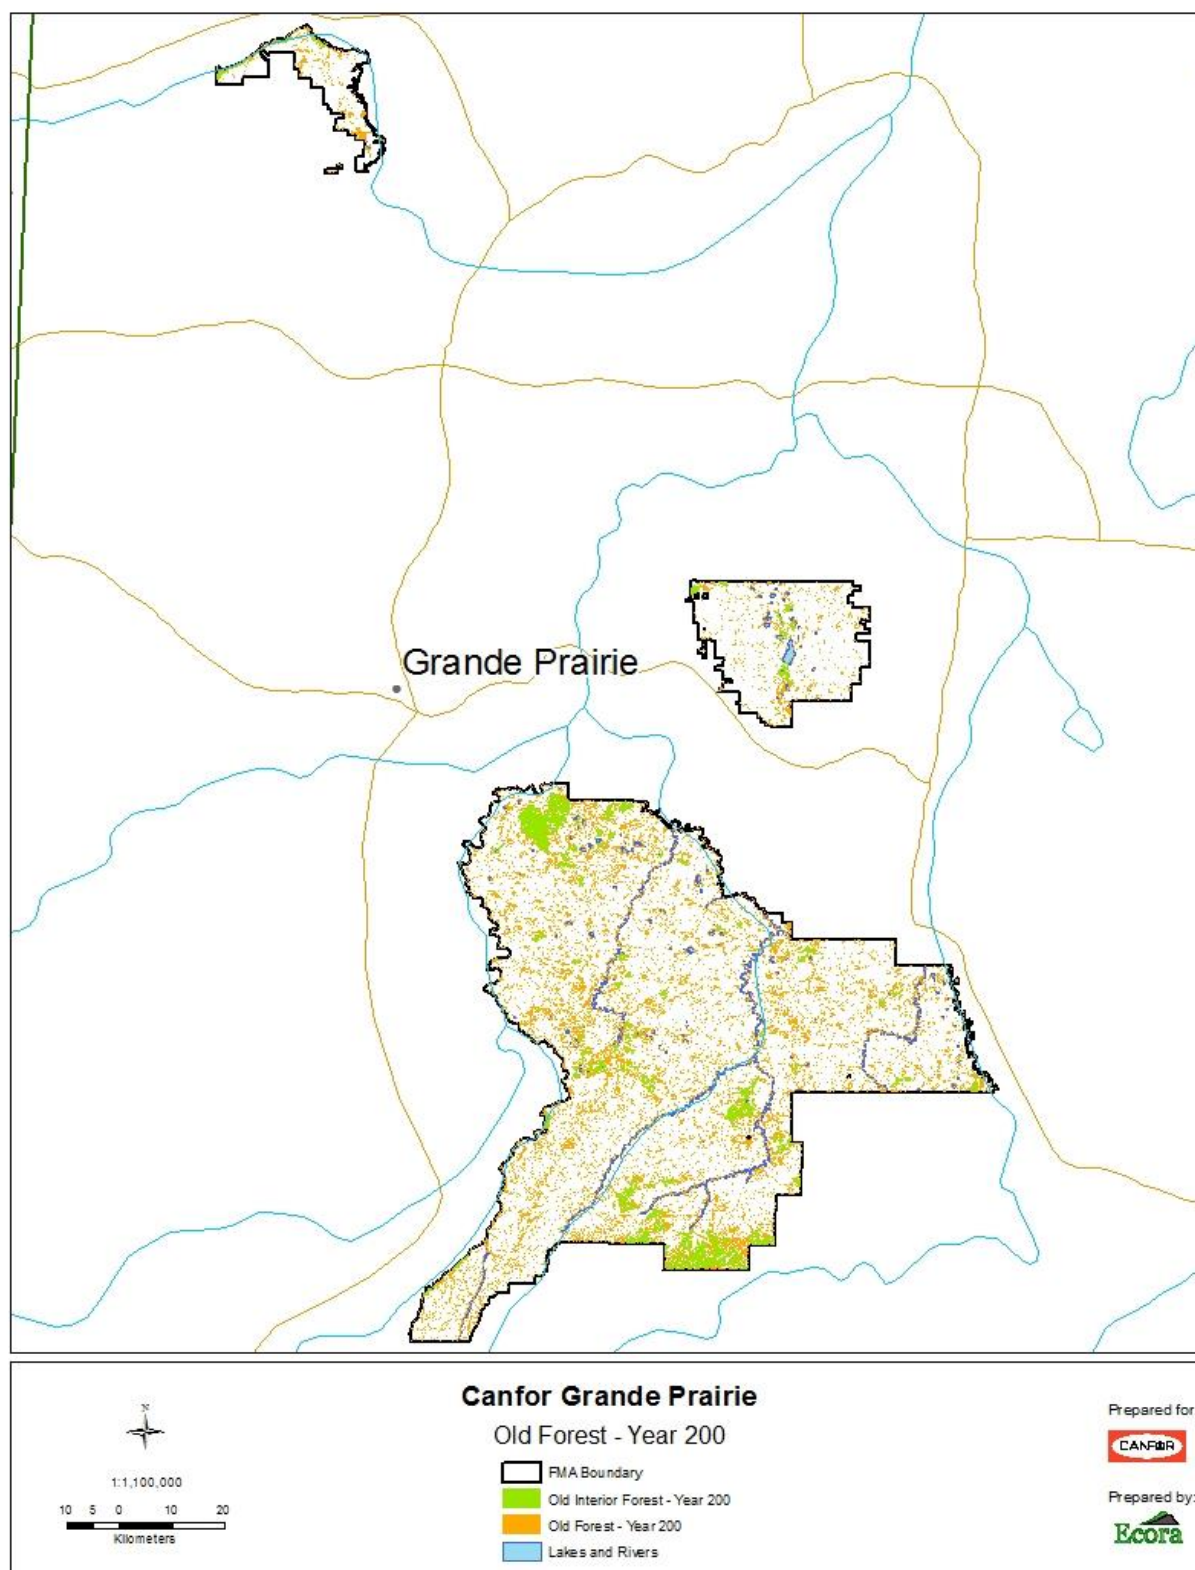 Grande Prairie
Canfor Grande Prairie
Old Forest - Year 200
FMA Boundary
Old Interior Forest - Year 200
Old Forest - Year 200
Lakes and Rivers
N
1:1,100,000
10 5 0 10 20
Kilometers
Prepared for
CANFOR
Prepared by:
Ecora